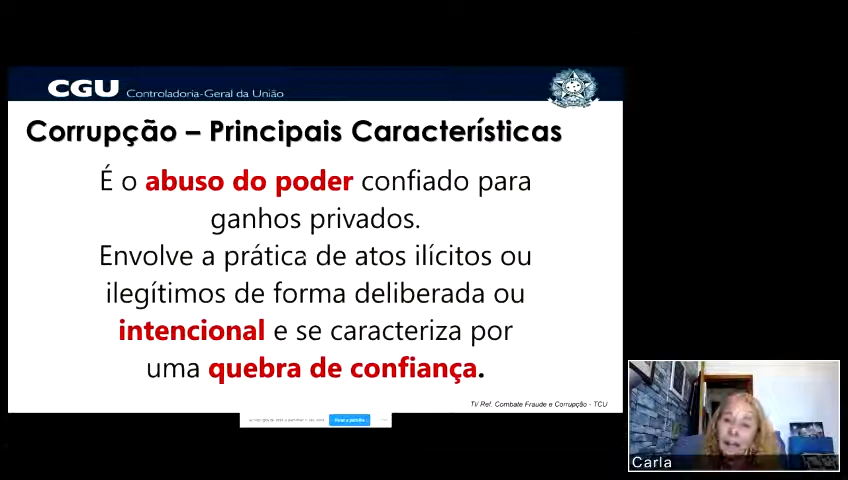 CGU Controladoria-Geral da União
Corrupção – Principais Características
É o abuso do poder confiado para
ganhos privados.
Envolve a prática de atos ilícitos ou
ilegítimos de forma deliberada ou
intencional e se caracteriza por
uma quebra de confiança.
TI/ Ref. Combate Fraude e Corrupção - TCU
Carla